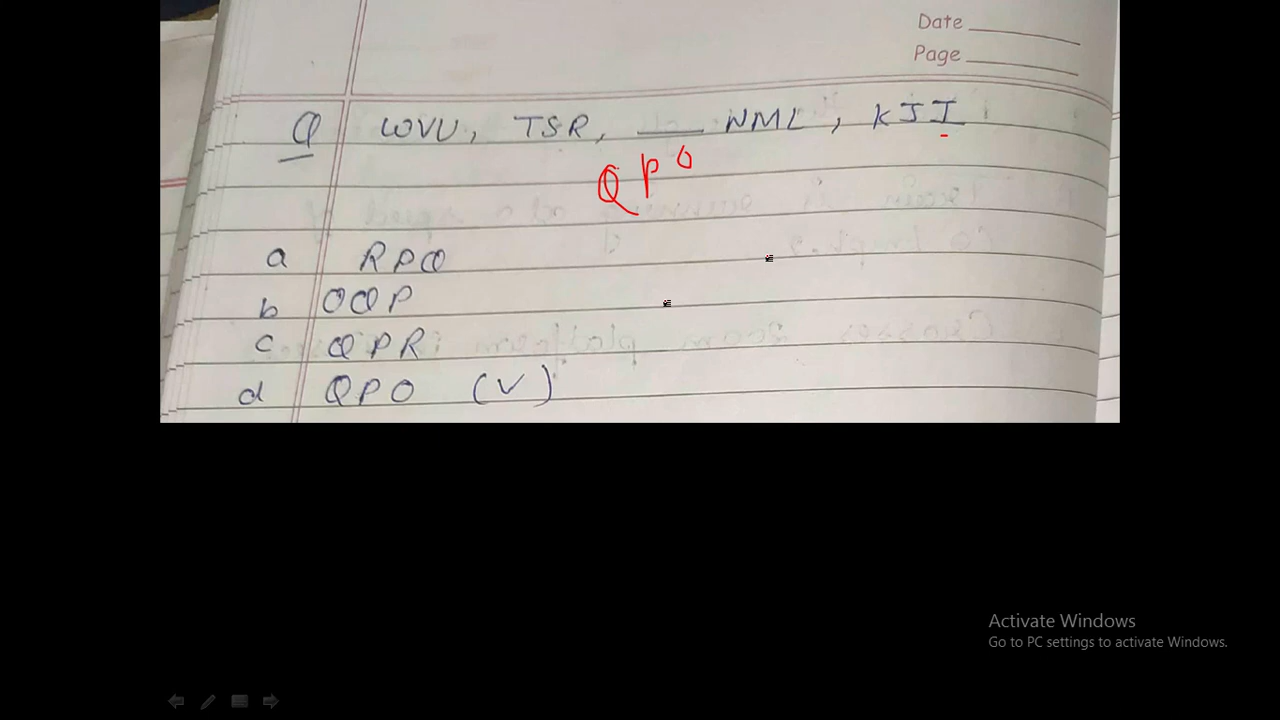 Date
Page
Q WVU, TSR, ___ NML, KJI
QPO
a RPQ
b OQP
c QPR
d QPO (V)
Activate Windows
Go to PC settings to activate Windows.